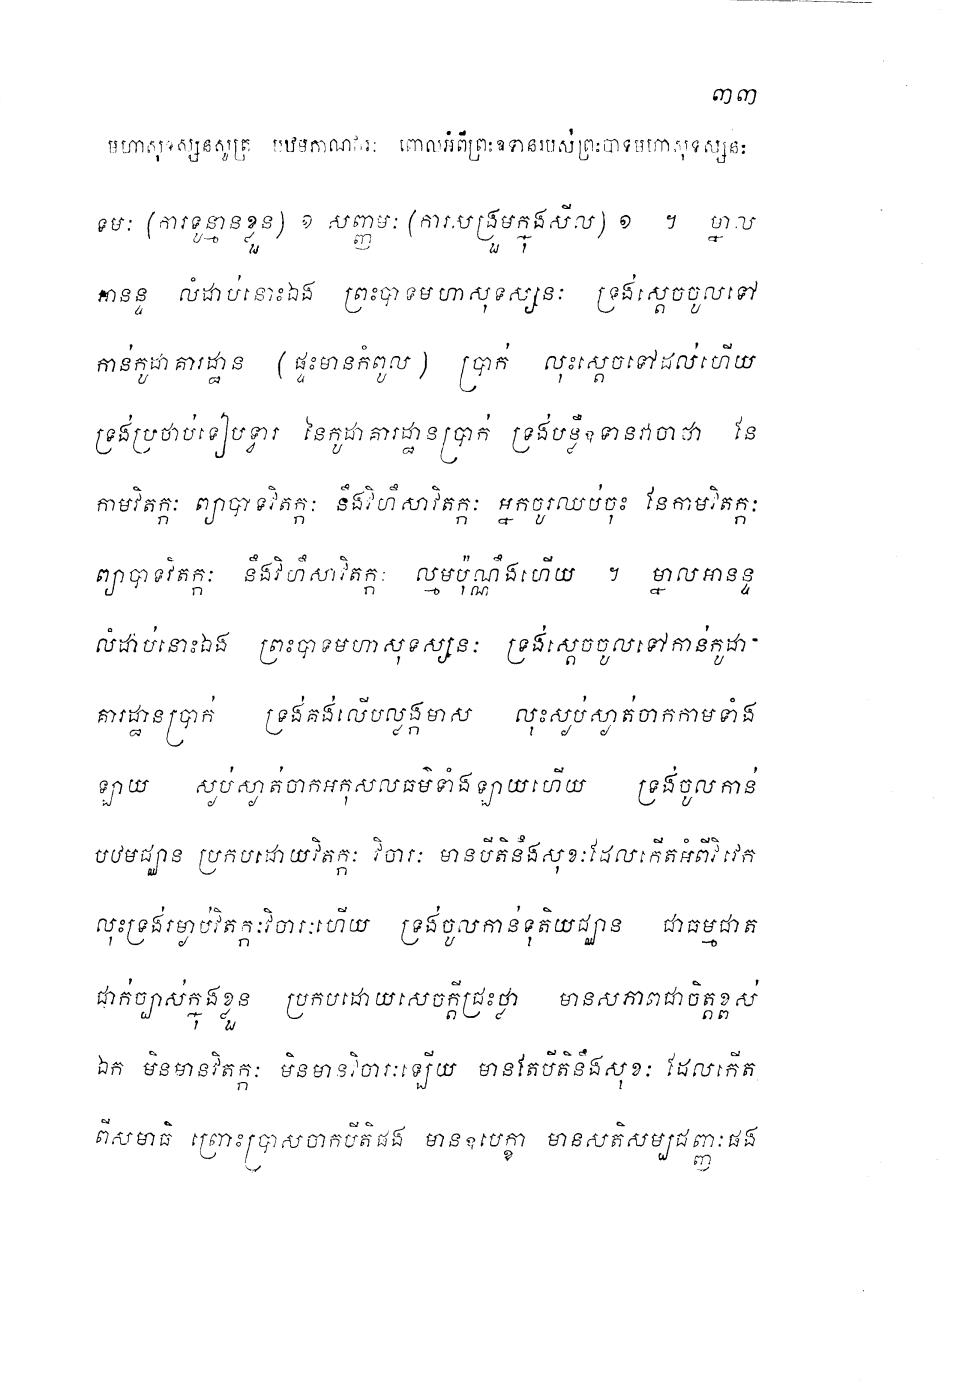 ៣៣
មហាសុទស្សនសូត្រ បឋមភាណវារៈ ពោលអំពីព្រះឧទានរបស់ព្រះបាទមហាសុទស្សនៈ
ទមៈ (ការទូន្មានខ្លួន) ១ សញ្ញមៈ (ការសង្រួមក្នុងសីល) ១ ។ ម្នាល
អានន្ទ លំដាប់នោះឯង ព្រះបាទមហាសុទស្សនៈ ទ្រង់ស្តេចចូលទៅ
កាន់កូដាគារដ្ឋាន (ផ្ទះមានកំពូល) ប្រាក់ លុះស្តេចទៅដល់ហើយ
ទ្រង់ប្រថាប់ទៀបទ្វារ នៃកូដាគារដ្ឋានប្រាក់ ទ្រង់បន្លឺឧទានវាចាថា នៃ
កាមវិតក្កៈ ព្យាបាទវិតក្កៈ នឹងវិហឹសាវិតក្កៈ អ្នកចូរឈប់ចុះ នែកាមវិតក្កៈ
ព្យាបាទវិតក្កៈ នឹងវិហឹសាវិតក្កៈ ល្មមប៉ុណ្ណឹងហើយ ។ ម្នាលអានន្ទ
លំដាប់នោះឯង ព្រះបាទមហាសុទស្សនៈ ទ្រង់ស្តេចចូលទៅកាន់កូដា-
គារដ្ឋានប្រាក់ ទ្រង់គង់លើបល្ល័ង្កមាស លុះស្ងប់ស្ងាត់ចាកកាមទាំង
ឡាយ ស្ងប់ស្ងាត់ចាកអកុសលធម៌ទាំងឡាយហើយ ទ្រង់ចូលកាន់
បឋមជ្ឈាន ប្រកបដោយវិតក្កៈ វិចារៈ មានបីតិនឹងសុខៈដែលកើតអំពីវិវេក
លុះទ្រង់រម្ងាប់វិតក្កៈវិចារៈហើយ ទ្រង់ចូលកាន់ទុតិយជ្ឈាន ជាធម្មជាត
ជាក់ច្បាស់ក្នុងខ្លួន ប្រកបដោយសេចក្តីជ្រះថ្លា មានសភាពជាចិត្តខ្ពស់
ឯក មិនមានវិតក្កៈ មិនមានវិចារៈឡើយ មានតែបីតិនឹងសុខៈ ដែលកើត
ពីសមាធិ ព្រោះប្រាសចាកបីតិផង មានឧបេក្ខា មានសតិសម្បជញ្ញៈផង